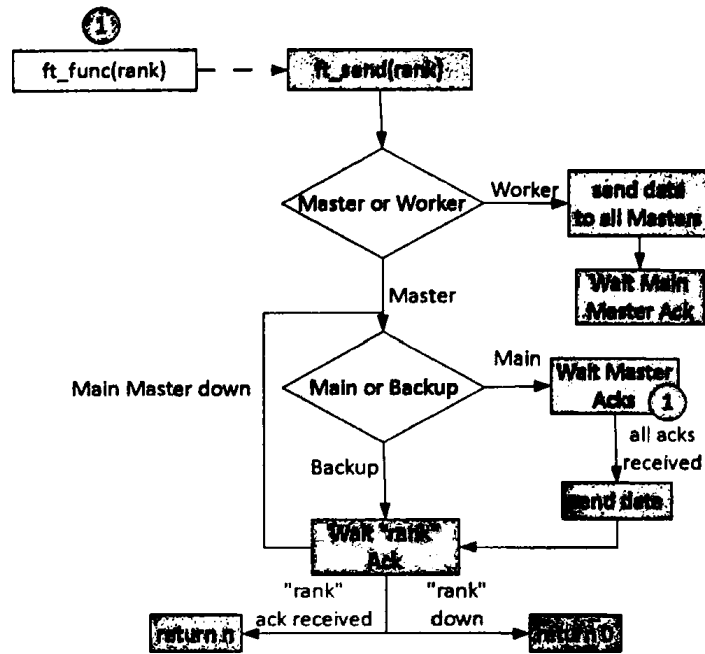 1
ft_func(rank)
ft_send(rank)
Master or Worker
Worker
send data
to all Masters
Wait Main
Master Ack
Master
Main or Backup
Main
Wait Master
Acks
1
Main Master down
all acks
received
Backup
send data
Wait "rank"
Ack
"rank"
ack received
"rank"
down
return n
return 0